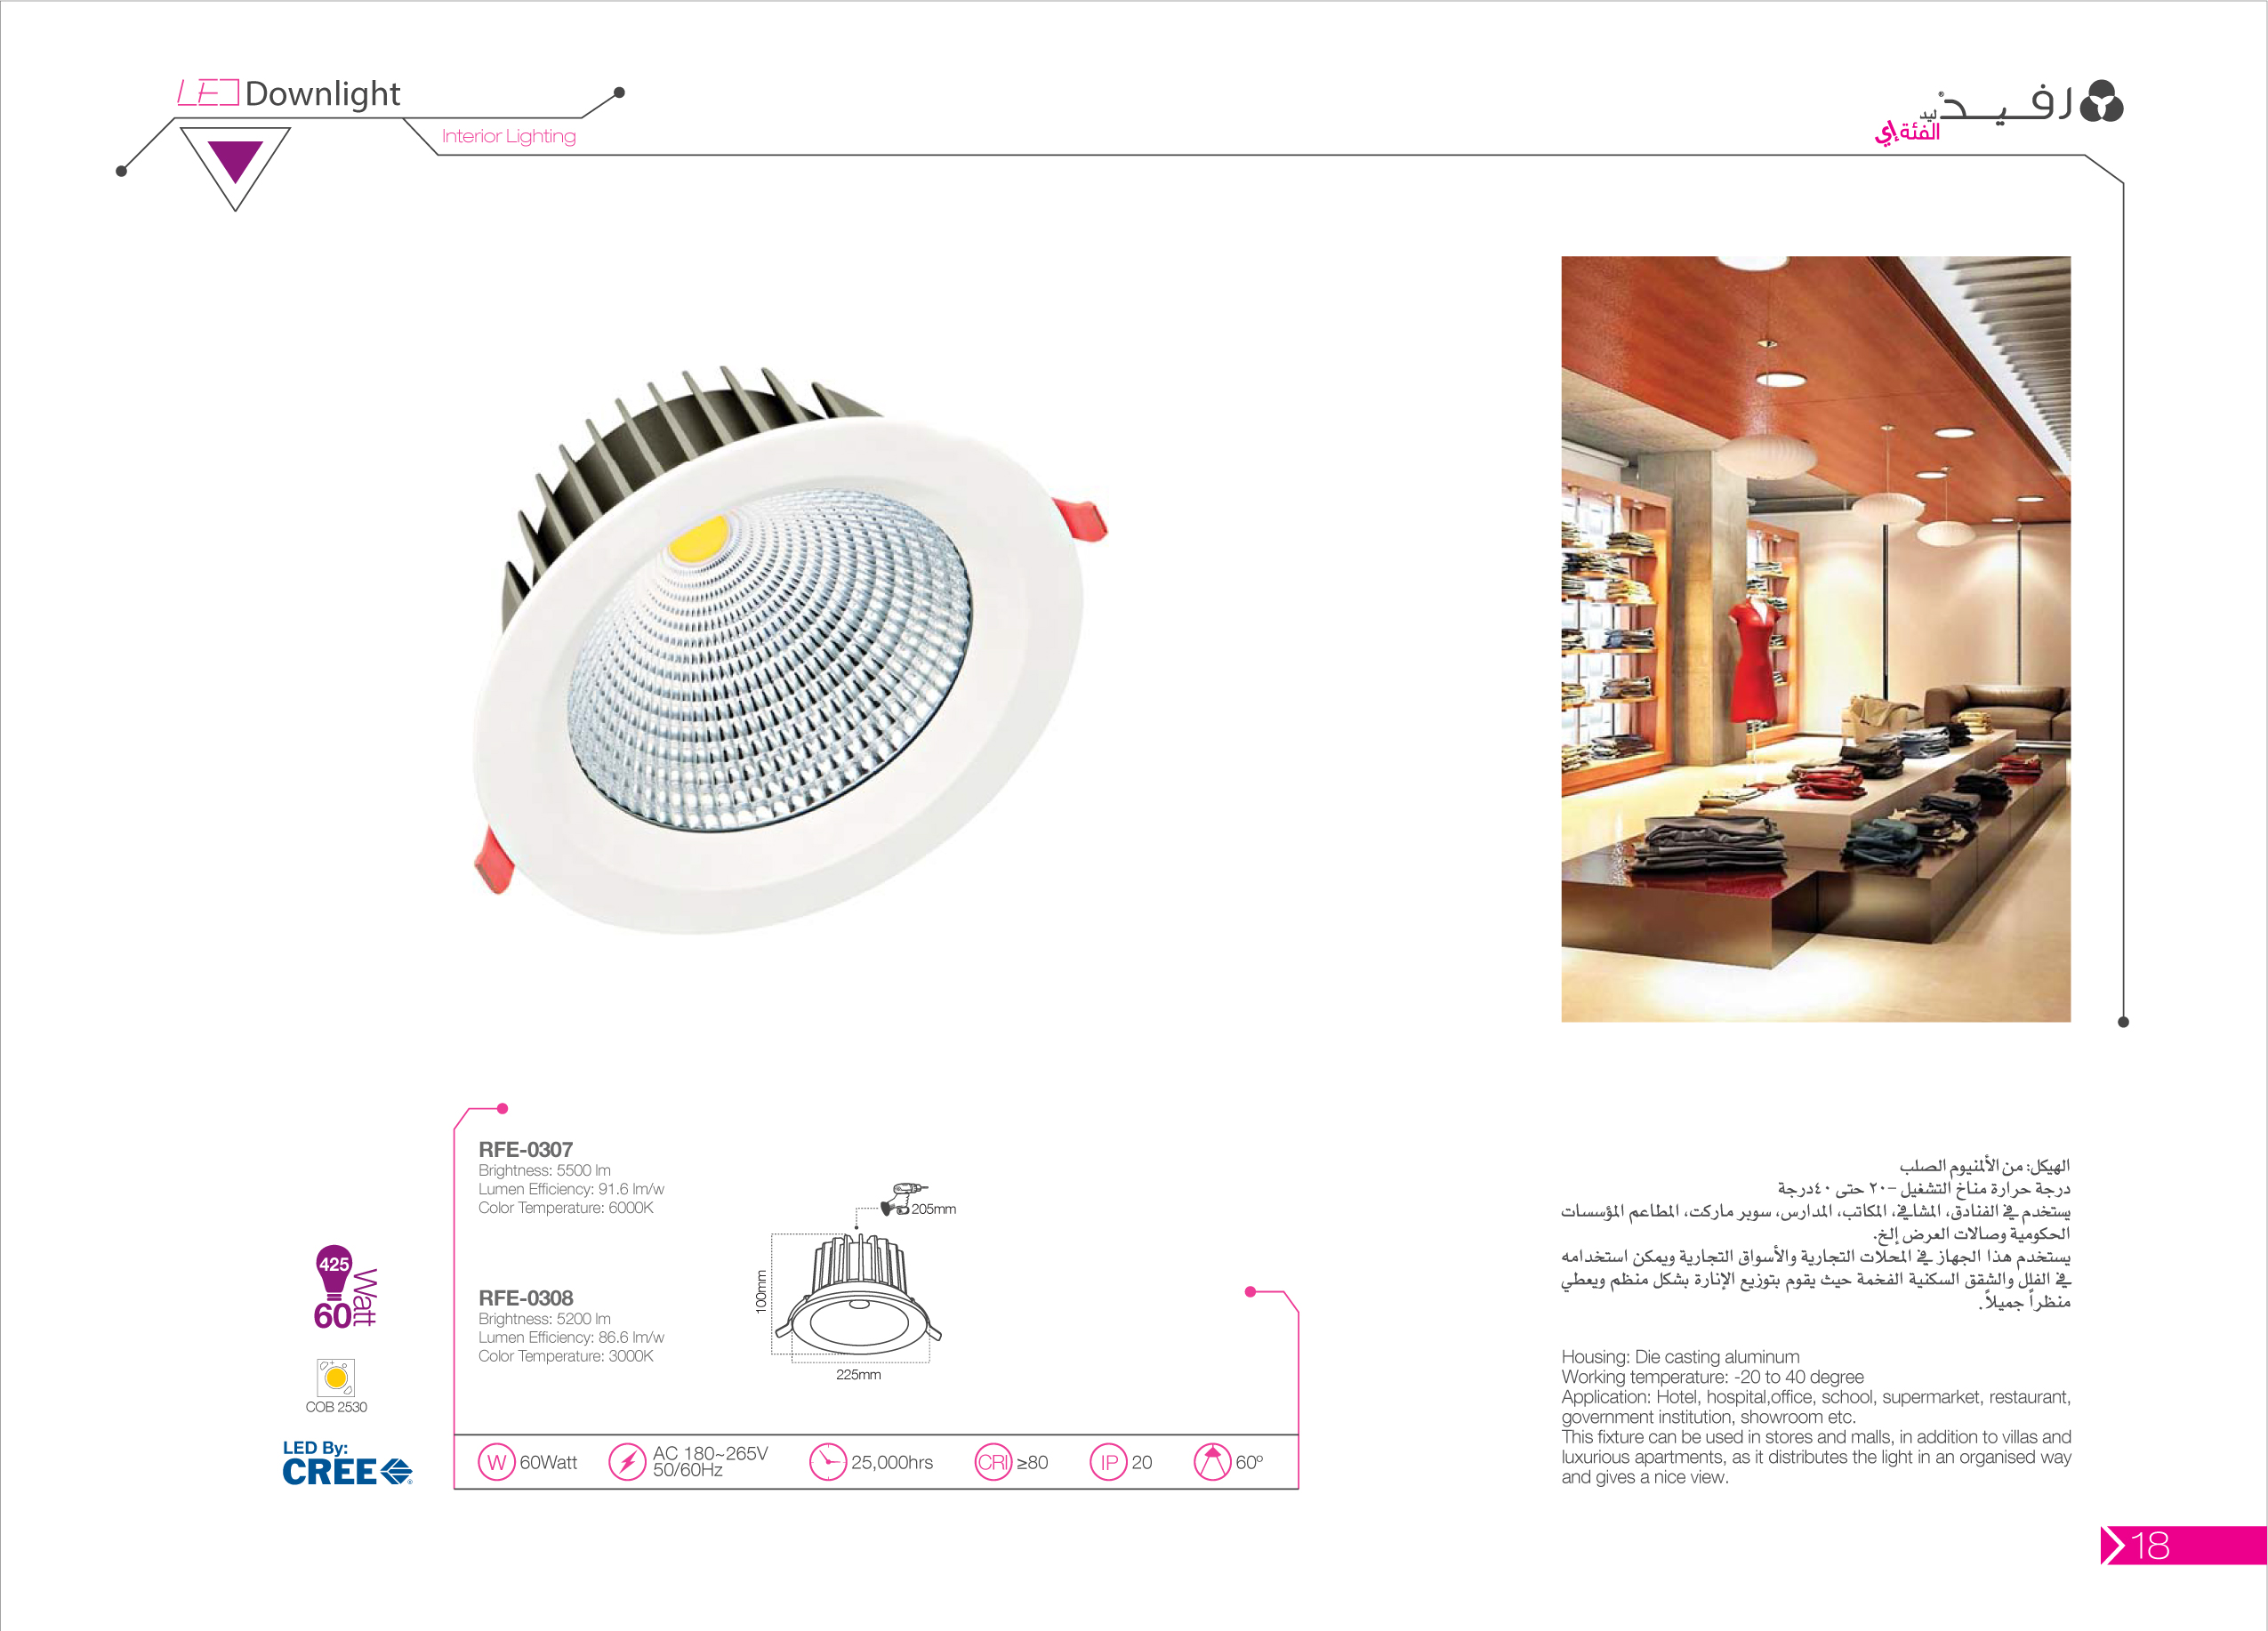 LED Downlight
Interior Lighting
رفيد®
ليد
الفئة إي
RFE-0307
Brightness: 5500 lm
Lumen Efficiency: 91.6 lm/w
Color Temperature: 6000K
RFE-0308
Brightness: 5200 lm
Lumen Efficiency: 86.6 lm/w
Color Temperature: 3000K
205mm
100mm
225mm
425
60
Watt
COB 2530
LED By:
CREE®
W 60Watt
AC 180~265V
50/60Hz
25,000hrs
CRI ≥80
IP 20
60º
الهيكل: من الألمنيوم الصلب
درجة حرارة مناخ التشغيل -٢٠ حتى ٤٠درجة
يستخدم في الفنادق، المشافي، المكاتب، المدارس، سوبر ماركت، المطاعم المؤسسات
الحكومية وصالات العرض إلخ.
يستخدم هذا الجهاز في المحلات التجارية والأسواق التجارية ويمكن استخدامه
في الفلل والشقق السكنية الفخمة حيث يقوم بتوزيع الإنارة بشكل منظم ويعطي
منظراً جميلاً.
Housing: Die casting aluminum
Working temperature: -20 to 40 degree
Application: Hotel, hospital,office, school, supermarket, restaurant,
government institution, showroom etc.
This fixture can be used in stores and malls, in addition to villas and
luxurious apartments, as it distributes the light in an organised way
and gives a nice view.
18